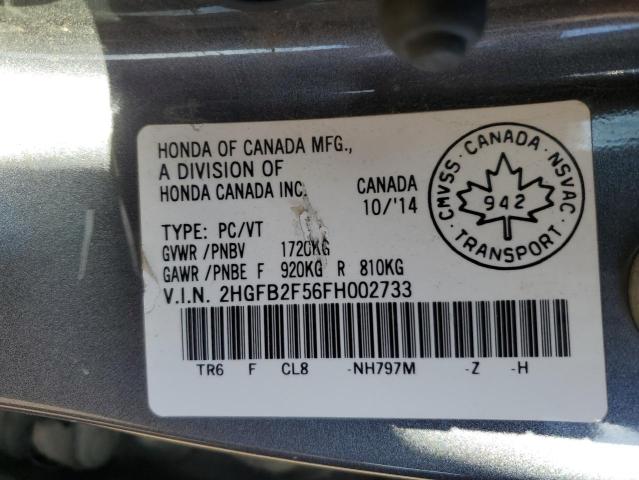 HONDA OF CANADA MFG.,
A DIVISION OF
HONDA CANADA INC.
CANADA
10/'14
CMVSS · CANADA · NSVAC
942
TRANSPORT
TYPE: PC/VT
GVWR/PNBV 1720KG
GAWR/PNBE F 920KG R 810KG
V.I.N. 2HGFB2F56FH002733
TR6 F CL8 -NH797M -Z -H